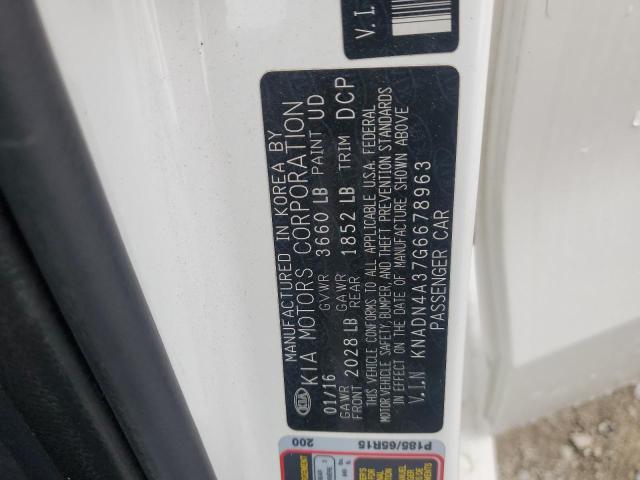 V.I.
MANUFACTURED IN KOREA BY
KIA KIA MOTORS CORPORATION
01/16 GVWR 3660 LB PAINT UD
GAWR FRONT 2028 LB GAWR REAR 1852 LB TRIM DCP
THIS VEHICLE CONFORMS TO ALL APPLICABLE U.S.A. FEDERAL
MOTOR VEHICLE SAFETY, BUMPER, AND THEFT PREVENTION STANDARDS
IN EFFECT ON THE DATE OF MANUFACTURE SHOWN ABOVE
V.I.N KNADN4A37G6678963
PASSENGER CAR
P185/65R15
200